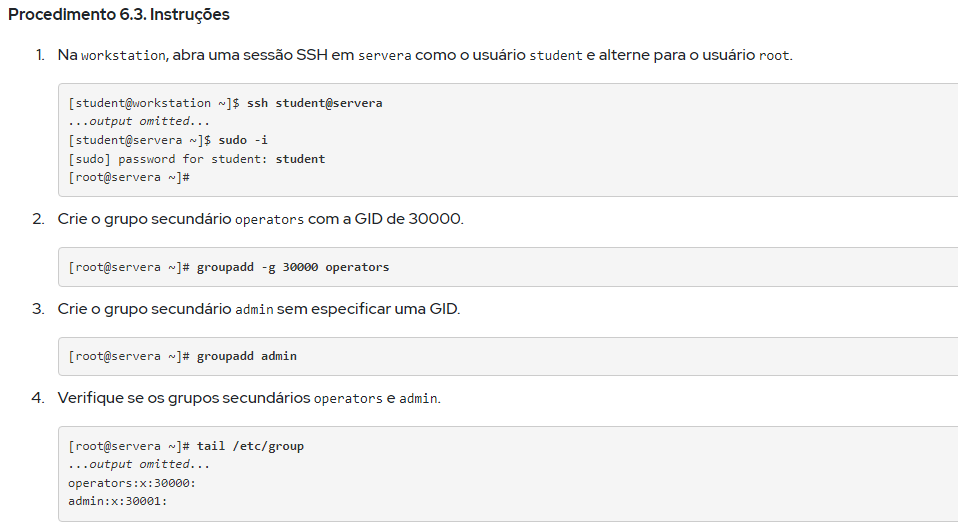 Procedimento 6.3. Instruções
1. Na workstation, abra uma sessão SSH em servera como o usuário student e alterne para o usuário root.
[student@workstation ~]$ ssh student@servera
...output omitted...
[student@servera ~]$ sudo -i
[sudo] password for student: student
[root@servera ~]#
2. Crie o grupo secundário operators com a GID de 30000.
[root@servera ~]# groupadd -g 30000 operators
3. Crie o grupo secundário admin sem especificar uma GID.
[root@servera ~]# groupadd admin
4. Verifique se os grupos secundários operators e admin.
[root@servera ~]# tail /etc/group
...output omitted...
operators:x:30000:
admin:x:30001: